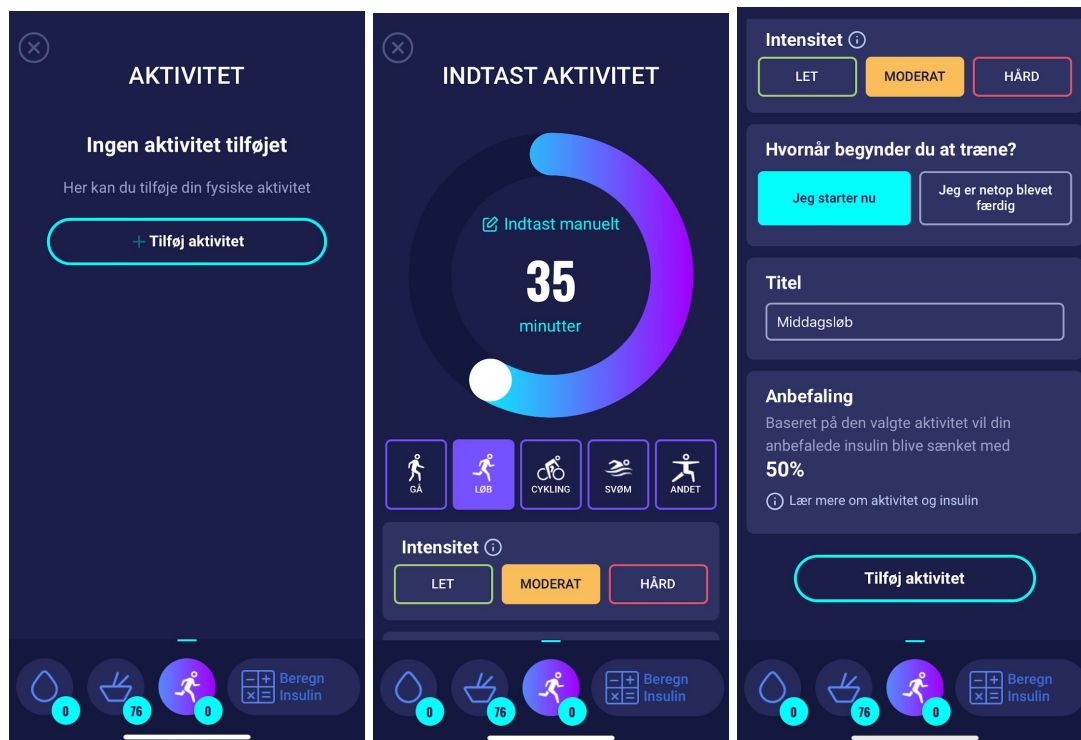 AKTIVITET
Ingen aktivitet tilføjet
Her kan du tilføje din fysiske aktivitet
+ Tilføj aktivitet
0
76
0
Beregn
Insulin
INDTAST AKTIVITET
Indtast manuelt
35
minutter
GÅ
LØB
CYKLING
SVØM
ANDET
Intensitet
LET
MODERAT
HÅRD
0
76
0
Beregn
Insulin
Intensitet
LET
MODERAT
HÅRD
Hvornår begynder du at træne?
Jeg starter nu
Jeg er netop blevet
færdig
Titel
Middagsløb
Anbefaling
Baseret på den valgte aktivitet vil din
anbefalede insulin blive sænket med
50%
Lær mere om aktivitet og insulin
Tilføj aktivitet
0
76
0
Beregn
Insulin